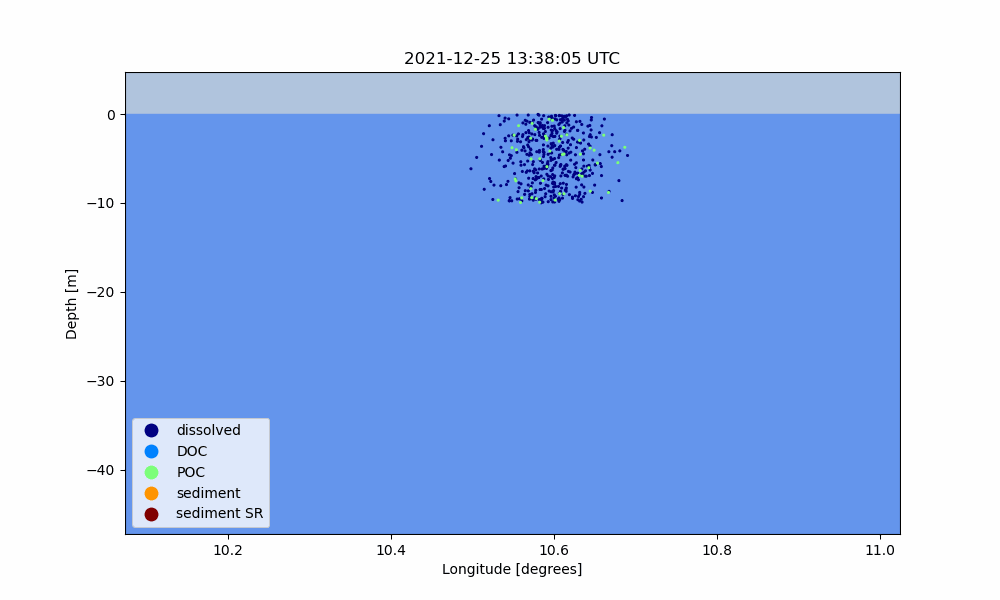 2021-12-25 13:38:05 UTC
0
−10
−20
−30
−40
Depth [m]
dissolved
DOC
POC
sediment
sediment SR
10.2 10.4 10.6 10.8 11.0
Longitude [degrees]